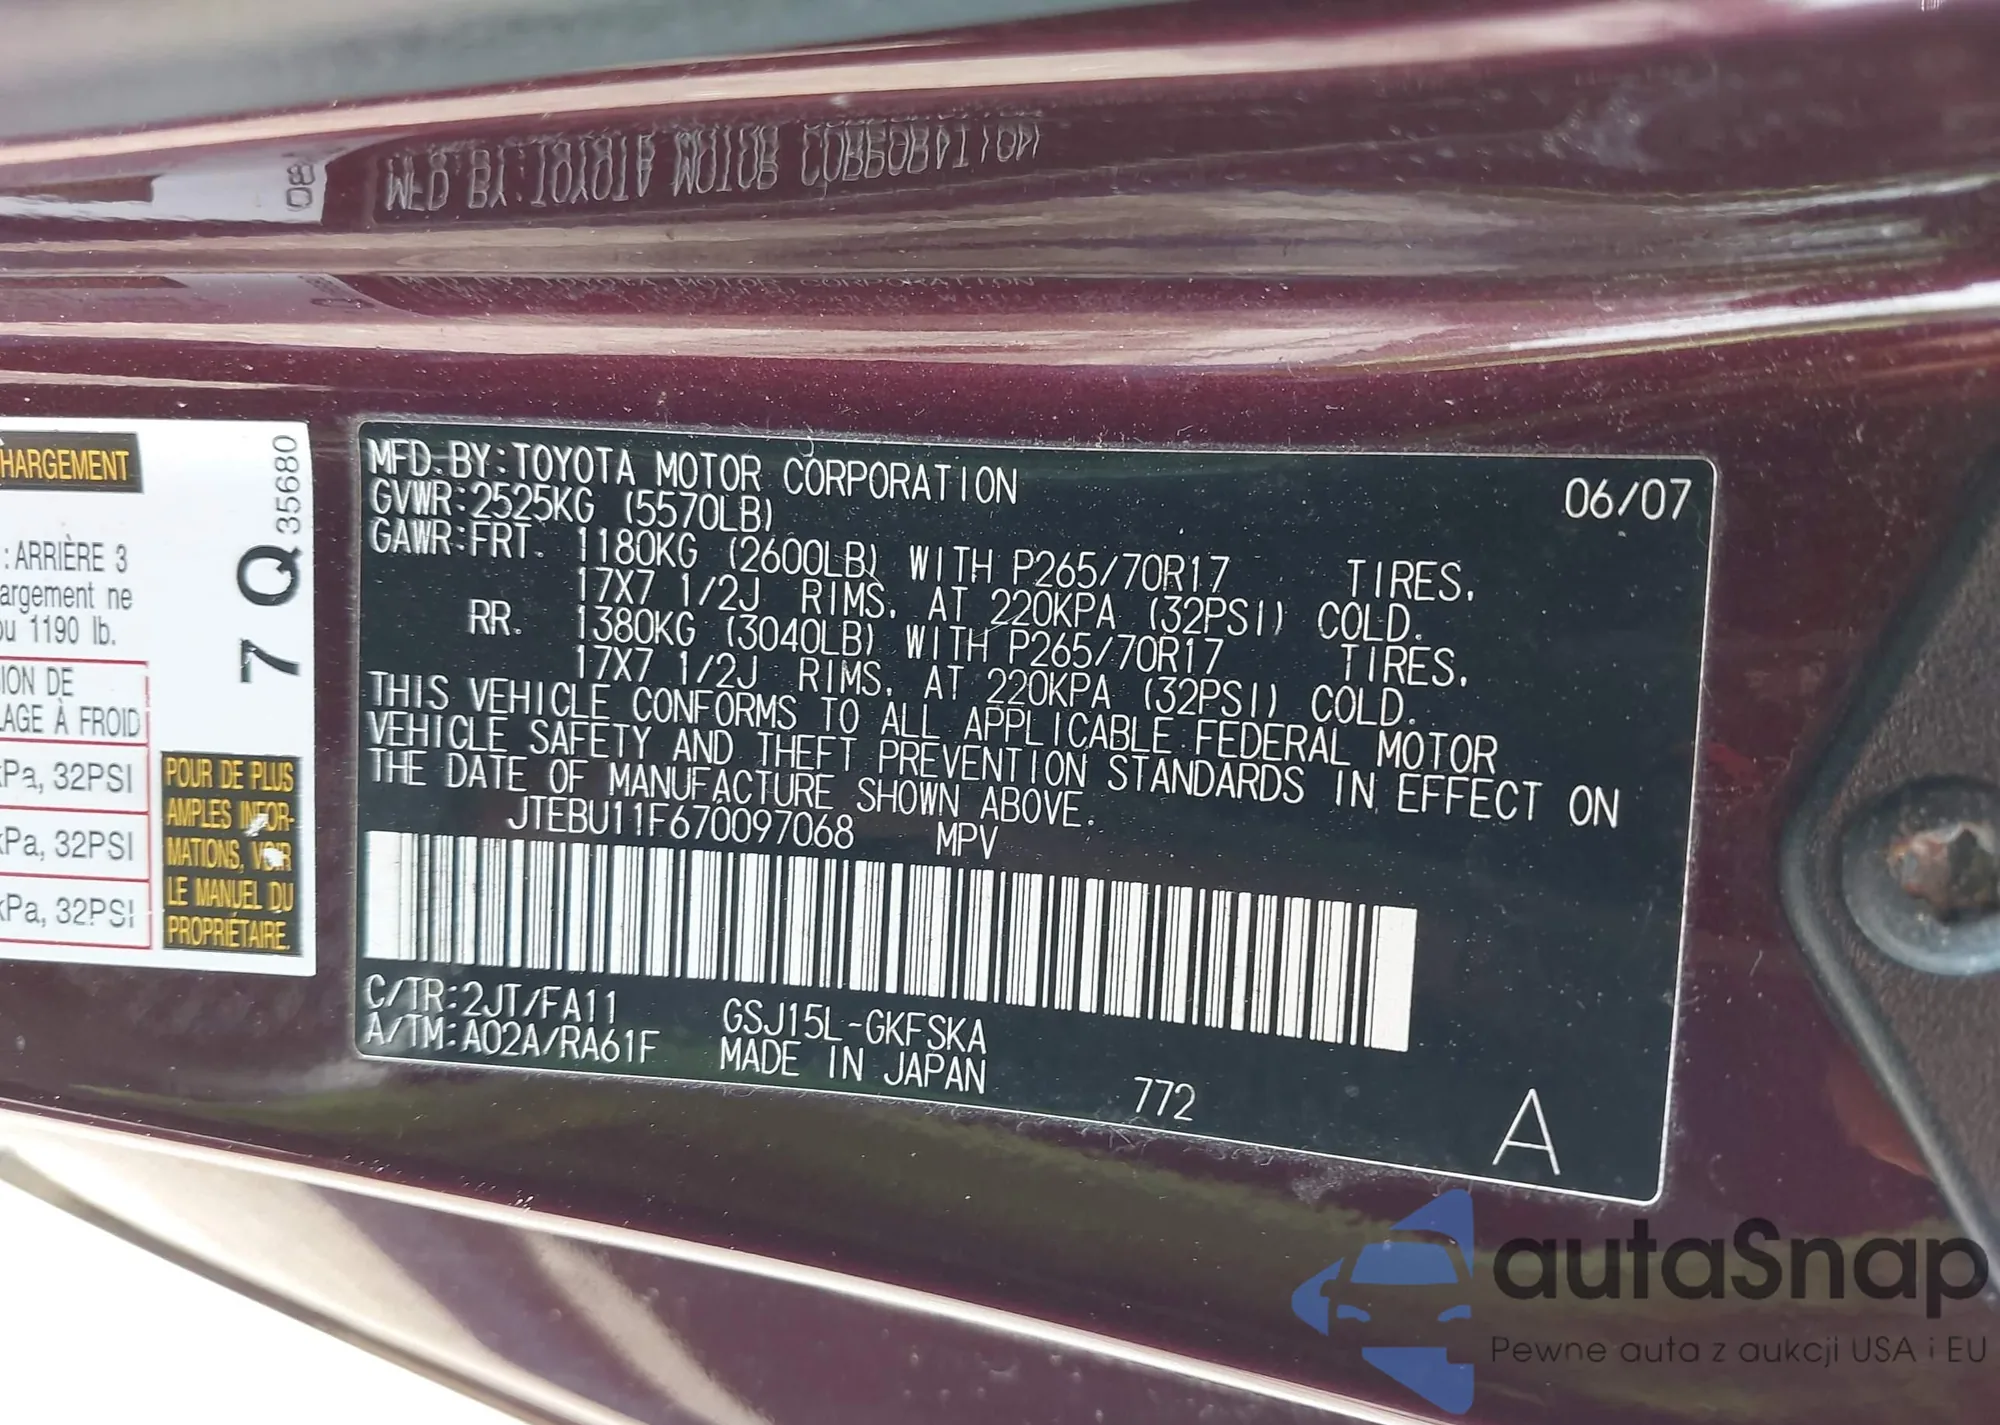 HARGEMENT
: ARRIÈRE 3
argement ne
ou 1190 lb.
ION DE
LAGE À FROID
kPa, 32PSI
kPa, 32PSI
kPa, 32PSI
7 Q 35680
POUR DE PLUS
AMPLES INFOR-
MATIONS, VOIR
LE MANUEL DU
PROPRIÉTAIRE.
MFD. BY: TOYOTA MOTOR CORPORATION 06/07
GVWR: 2525KG (5570LB)
GAWR: FRT. 1180KG (2600LB) WITH P265/70R17 TIRES,
17X7 1/2J RIMS, AT 220KPA (32PSI) COLD.
RR. 1380KG (3040LB) WITH P265/70R17 TIRES,
17X7 1/2J RIMS, AT 220KPA (32PSI) COLD.
THIS VEHICLE CONFORMS TO ALL APPLICABLE FEDERAL MOTOR
VEHICLE SAFETY AND THEFT PREVENTION STANDARDS IN EFFECT ON
THE DATE OF MANUFACTURE SHOWN ABOVE.
JTEBU11F670097068 MPV
C/TR: 2JT/FA11 GSJ15L-GKFSKA
A/TM: A02A/RA61F MADE IN JAPAN 772
A
autaSnap
Pewne auta z aukcji USA i EU